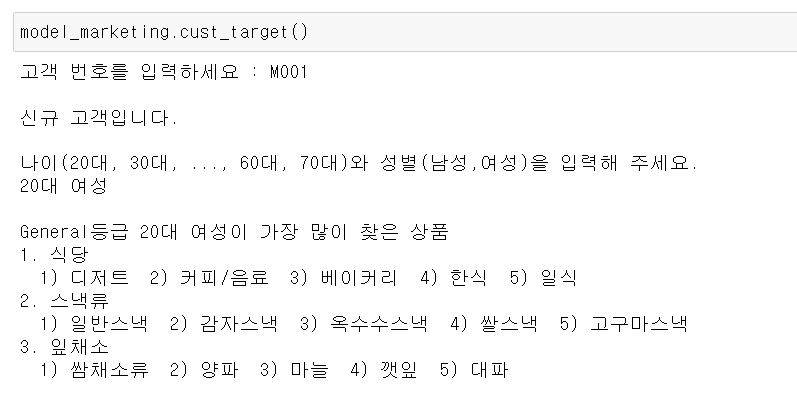 model_marketing.cust_target()
고객 번호를 입력하세요 : M001
신규 고객입니다.
나이(20대, 30대, ..., 60대, 70대)와 성별(남성,여성)을 입력해 주세요.
20대 여성
General등급 20대 여성이 가장 많이 찾은 상품
1. 식당
1) 디저트 2) 커피/음료 3) 베이커리 4) 한식 5) 일식
2. 스낵류
1) 일반스낵 2) 감자스낵 3) 옥수수스낵 4) 쌀스낵 5) 고구마스낵
3. 잎채소
1) 쌈채소류 2) 양파 3) 마늘 4) 깻잎 5) 대파